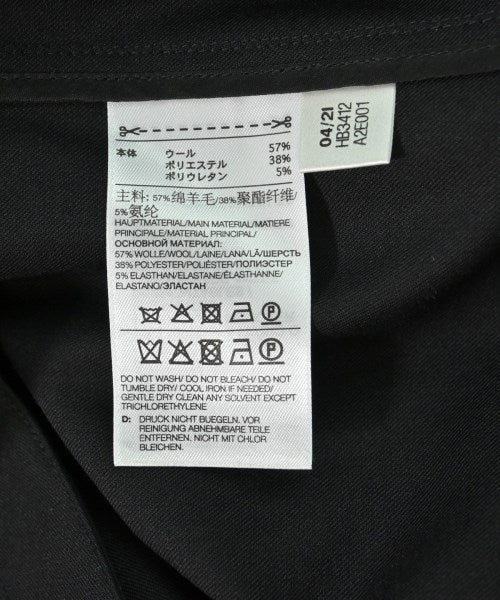 本体 ウール 57%
ポリエステル 38%
ポリウレタン 5%
主料: 57%绵羊毛/38%聚酯纤维/
5%氨纶
HAUPTMATERIAL/MAIN MATERIAL/MATIERE
PRINCIPALE/MATERIAL PRINCIPAL/
ОСНОВНОЙ МАТЕРИАЛ:
57% WOLLE/WOOL/LAINE/LANA/LÃ/ШЕРСТЬ
38% POLYESTER/POLIÉSTER/ПОЛИЭСТЕР
5% ELASTHAN/ELASTANE/ÉLASTHANNE/
ELASTANO/ЭЛАСТАН
P
P
DO NOT WASH/ DO NOT BLEACH/ DO NOT
TUMBLE DRY/ COOL IRON IF NEEDED/
GENTLE DRY CLEAN ANY SOLVENT EXCEPT
TRICHLORETHYLENE
D: DRUCK NICHT BUEGELN. VOR
REINIGUNG ABNEHMBARE TEILE
ENTFERNEN. NICHT MIT CHLOR
BLEICHEN.
04/21
HB3412
A2E001